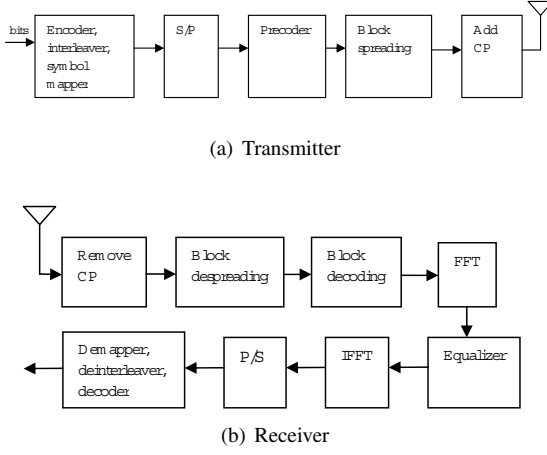 bits
Encoder,
interleaver,
symbol
mapper
S/P
Precoder
Block
spreading
Add
CP
(a) Transmitter
Remove
CP
Block
despreading
Block
decoding
FFT
Demapper,
deinterleaver,
decoder
P/S
IFFT
Equalizer
(b) Receiver